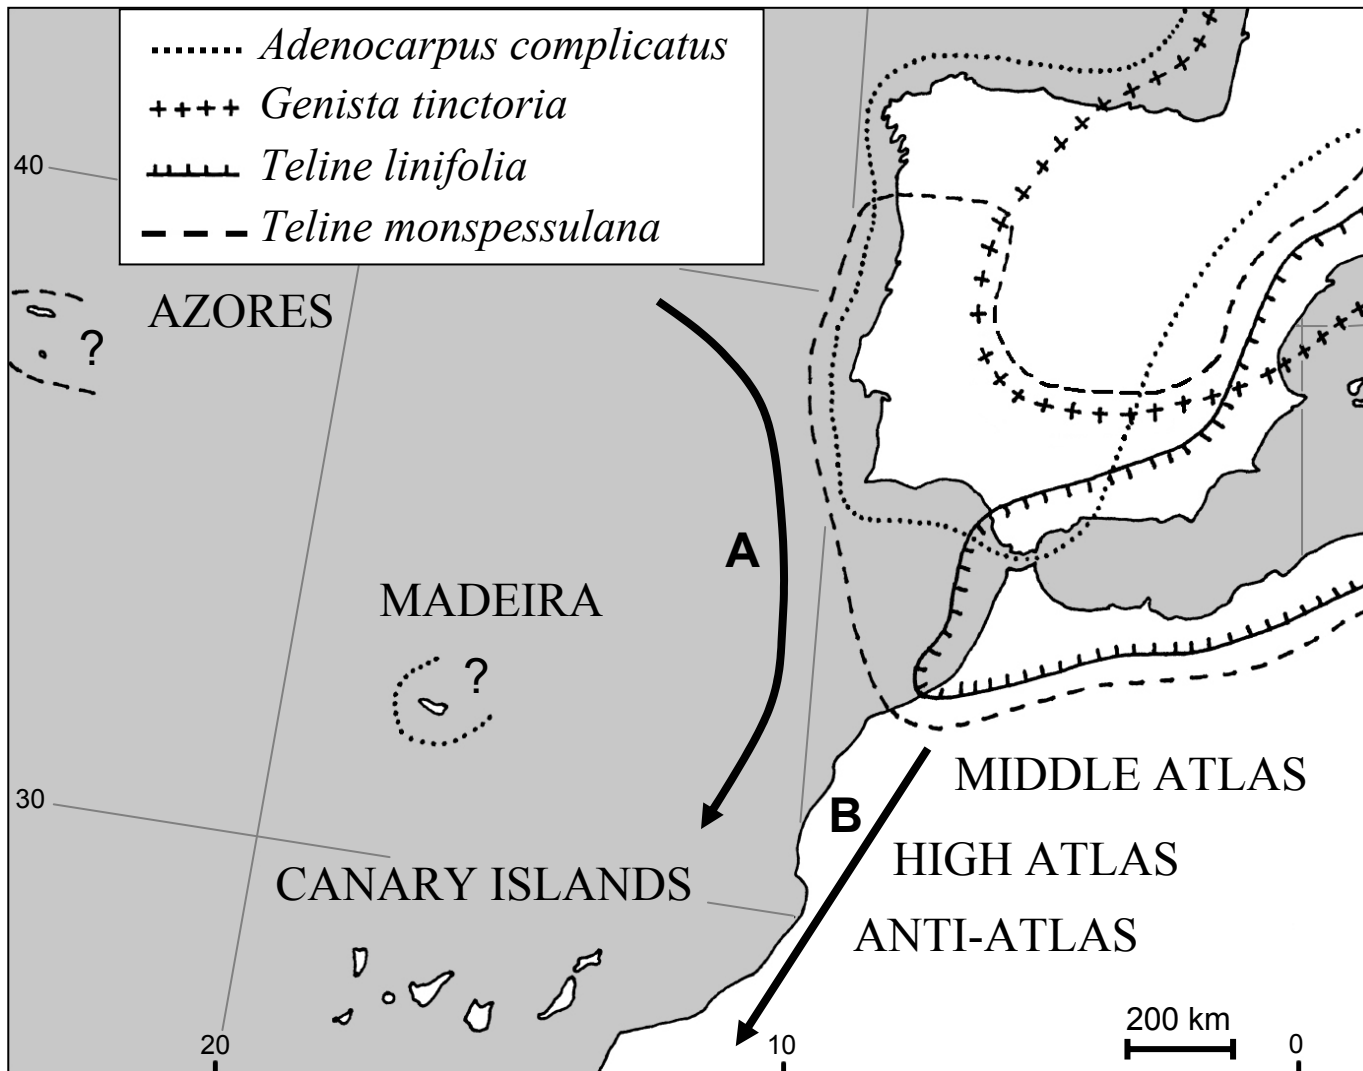 Adenocarpus complicatus
Genista tinctoria
Teline linifolia
Teline monspessulana
40
AZORES
?
A
MADEIRA
?
30
B
MIDDLE ATLAS
HIGH ATLAS
CANARY ISLANDS
ANTI-ATLAS
200 km
20
10
0